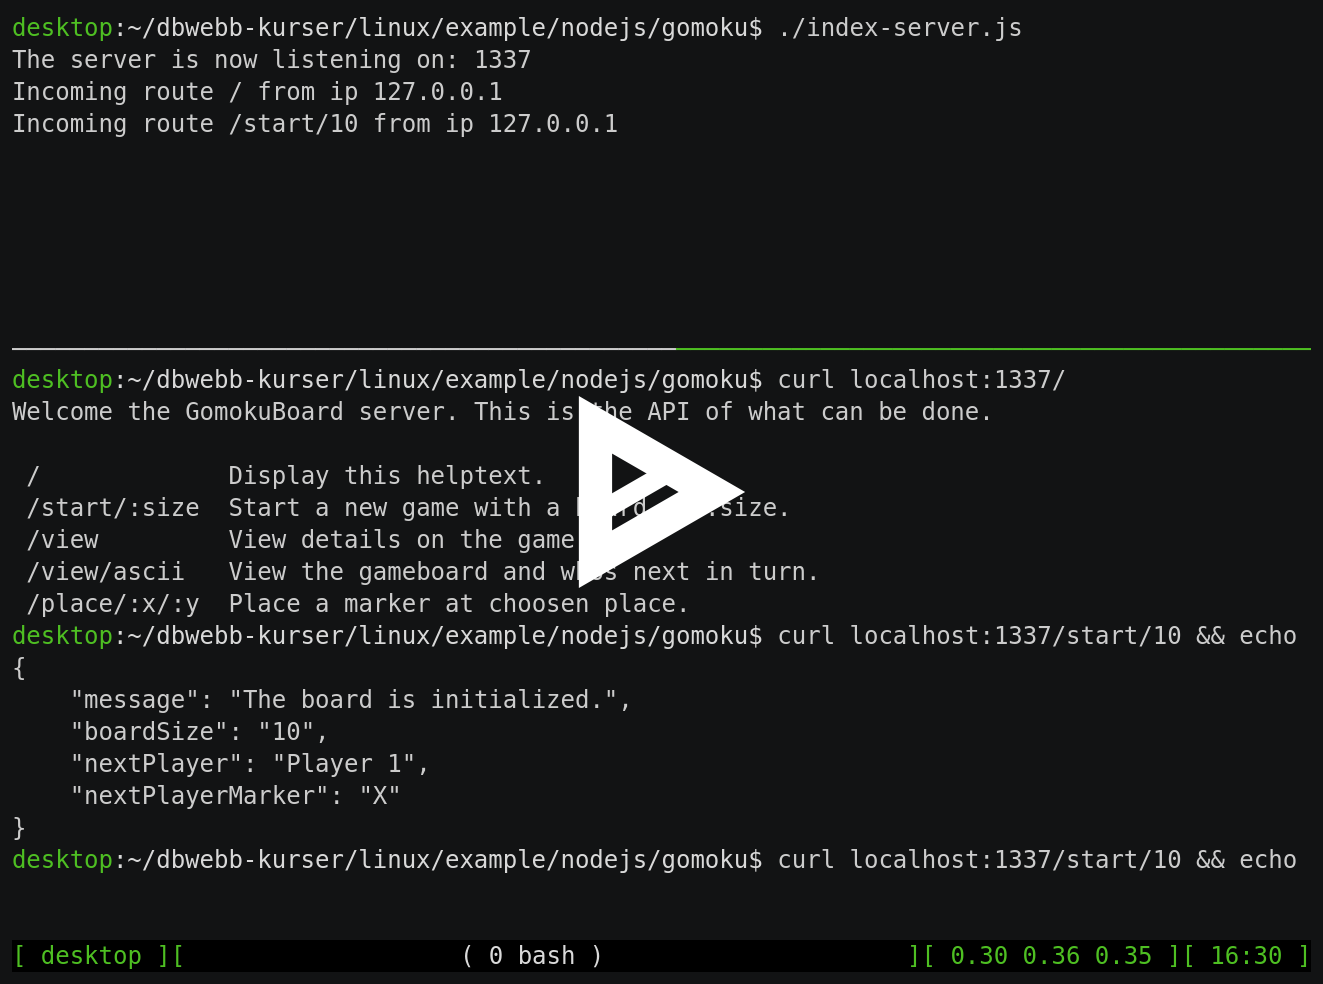 desktop:~/dbwebb-kurser/linux/example/nodejs/gomoku$ ./index-server.js
The server is now listening on: 1337
Incoming route / from ip 127.0.0.1
Incoming route /start/10 from ip 127.0.0.1
desktop:~/dbwebb-kurser/linux/example/nodejs/gomoku$ curl localhost:1337/
Welcome the GomokuBoard server. This is the API of what can be done.
 /             Display this helptext.
 /start/:size  Start a new game with a board :size.
 /view         View details on the game
 /view/ascii   View the gameboard and whos next in turn.
 /place/:x/:y  Place a marker at choosen place.
desktop:~/dbwebb-kurser/linux/example/nodejs/gomoku$ curl localhost:1337/start/10 && echo
{
    "message": "The board is initialized.",
    "boardSize": "10",
    "nextPlayer": "Player 1",
    "nextPlayerMarker": "X"
}
desktop:~/dbwebb-kurser/linux/example/nodejs/gomoku$ curl localhost:1337/start/10 && echo
[ desktop ][ ( 0 bash ) ][ 0.30 0.36 0.35 ][ 16:30 ]